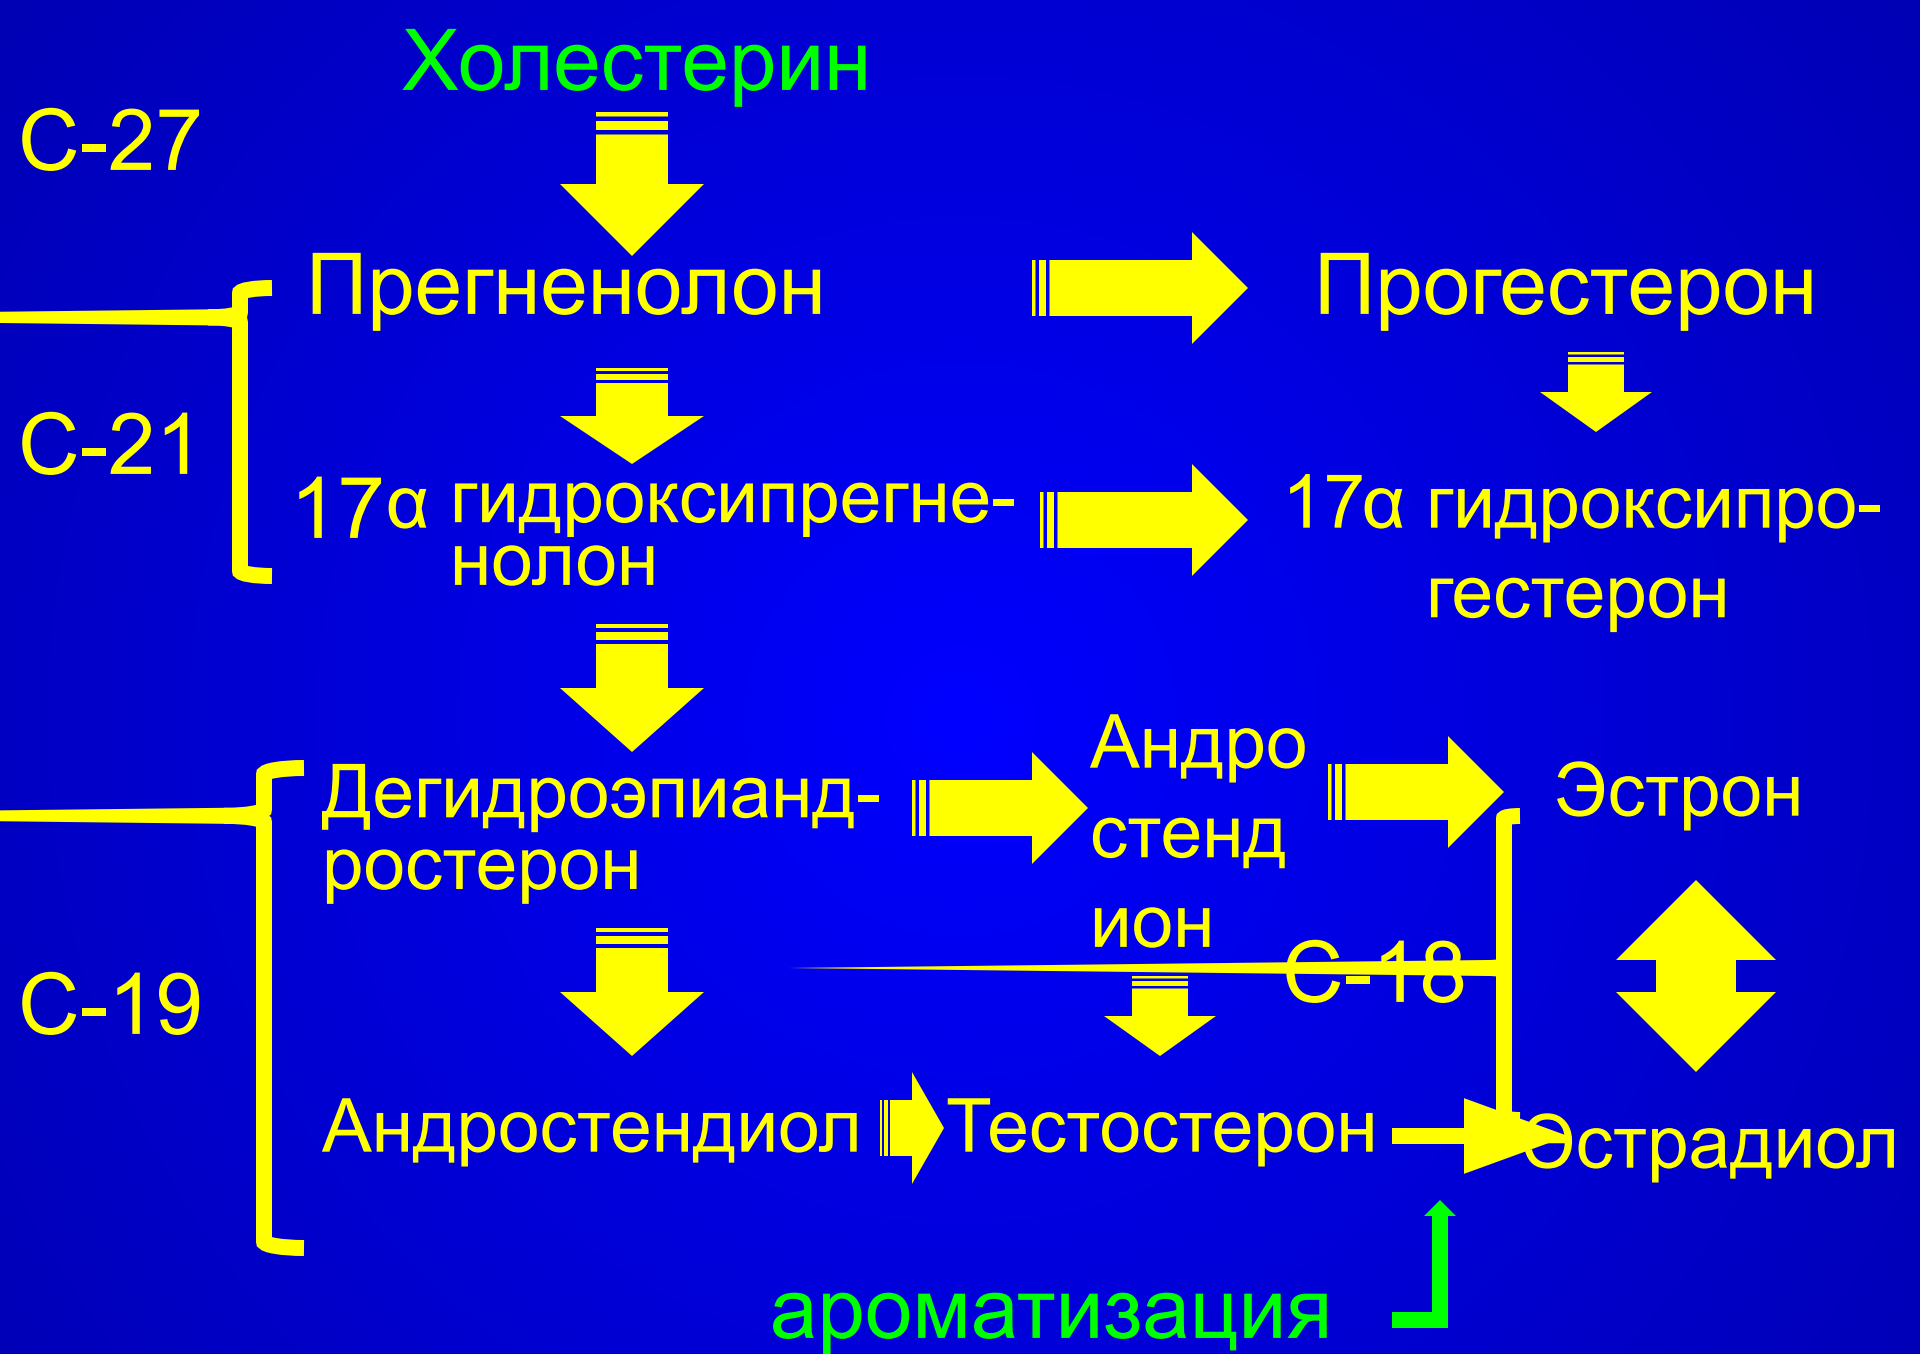 Холестерин
С-27
Прегненолон
Прогестерон
С-21
17α гидроксипрегне-
нолон
17α гидроксипро-
гестерон
Дегидроэпианд-
ростерон
Андро
стенд
ион
Эстрон
С-18
С-19
Андростендиол
Тестостерон
Эстрадиол
ароматизация